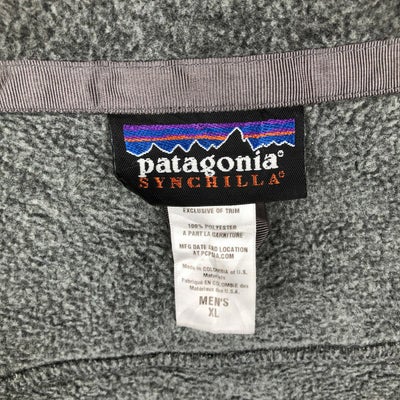 patagonia®
SYNCHILLA®
EXCLUSIVE OF TRIM
100% POLYESTER
A PART LA GARNITURE
MFG DATE AND LOCATION
AT PCPMIA.COM
Made in COLOMBIA of U.S.
Materials
Fabriqué EN COLOMBIE des
Matériaux des U.S.
MEN'S
XL